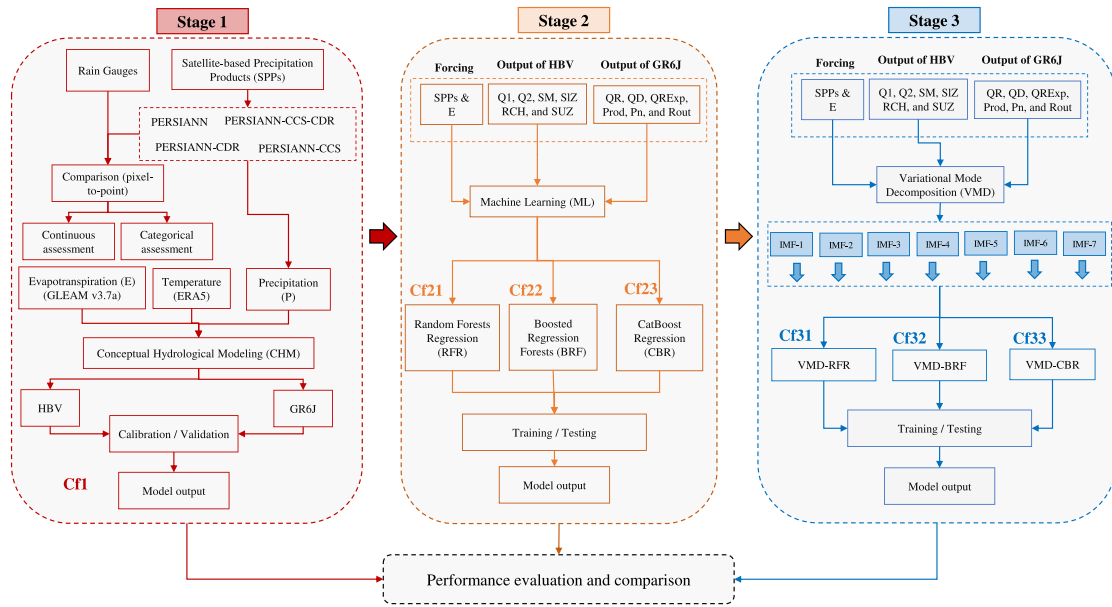 Stage 1
Rain Gauges
Satellite-based Precipitation
Products (SPPs)
PERSIANN
PERSIANN-CCS-CDR
PERSIANN-CDR
PERSIANN-CCS
Comparison (pixel-
to-point)
Continuous
assessment
Categorical
assessment
Evapotranspiration (E)
(GLEAM v3.7a)
Temperature
(ERA5)
Precipitation
(P)
Conceptual Hydrological Modeling (CHM)
HBV
GR6J
Calibration / Validation
Cf1
Model output
Stage 2
Forcing
Output of HBV
Output of GR6J
SPPs &
E
Q1, Q2, SM, SlZ
RCH, and SUZ
QR, QD, QRExp,
Prod, Pn, and Rout
Machine Learning (ML)
Cf21
Cf22
Cf23
Random Forests
Regression
(RFR)
Boosted
Regression
Forests (BRF)
CatBoost
Regression
(CBR)
Training / Testing
Model output
Stage 3
Forcing
Output of HBV
Output of GR6J
SPPs &
E
Q1, Q2, SM, SlZ
RCH, and SUZ
QR, QD, QRExp,
Prod, Pn, and Rout
Variational Mode
Decomposition (VMD)
IMF-1
IMF-2
IMF-3
IMF-4
IMF-5
IMF-6
IMF-7
Cf31
Cf32
Cf33
VMD-RFR
VMD-BRF
VMD-CBR
Training / Testing
Model output
Performance evaluation and comparison